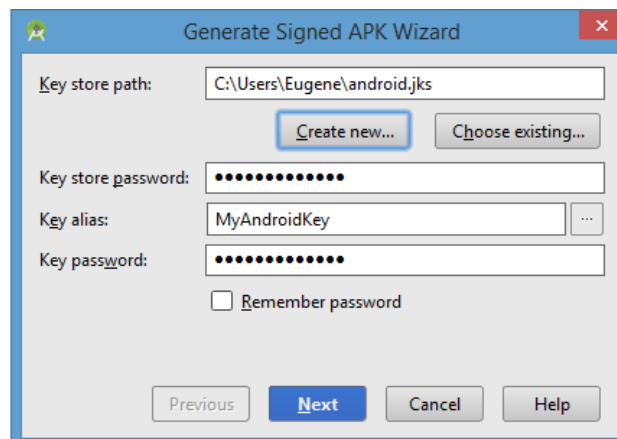 Generate Signed APK Wizard
Key store path: C:\Users\Eugene\android.jks
Create new... Choose existing...
Key store password: •••••••••••••
Key alias: MyAndroidKey ...
Key password: •••••••••••••
Remember password
Previous Next Cancel Help